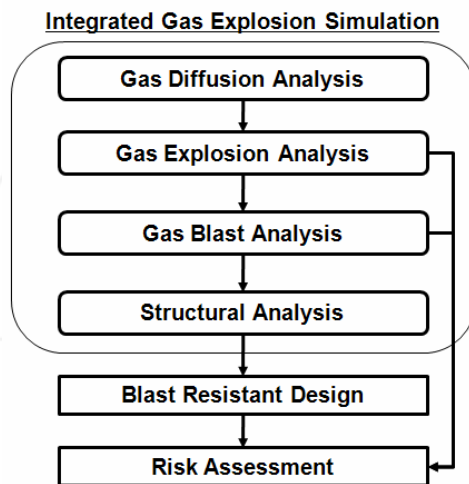 Integrated Gas Explosion Simulation
Gas Diffusion Analysis
Gas Explosion Analysis
Gas Blast Analysis
Structural Analysis
Blast Resistant Design
Risk Assessment